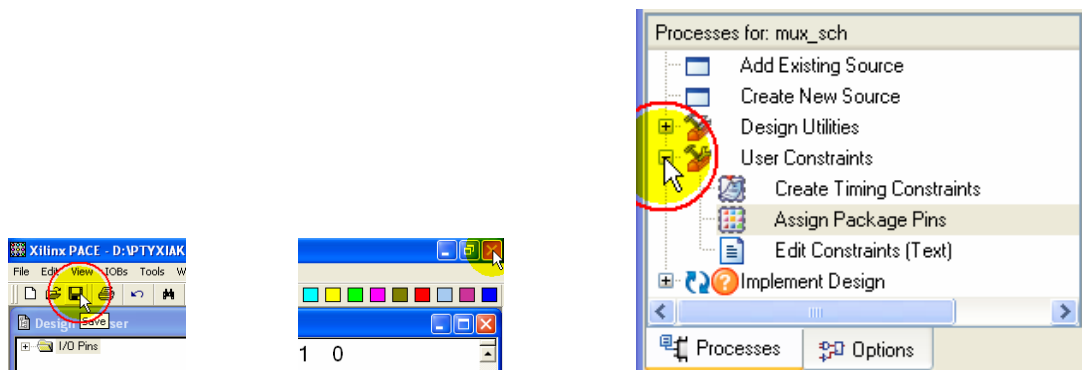 Xilinx PACE - D:\PTYXIAK
File Edit View IOBs Tools W
Save
Design ser
I/O Pins
1 0
Processes for: mux_sch
Add Existing Source
Create New Source
Design Utilities
User Constraints
Create Timing Constraints
Assign Package Pins
Edit Constraints (Text)
Implement Design
Processes Options